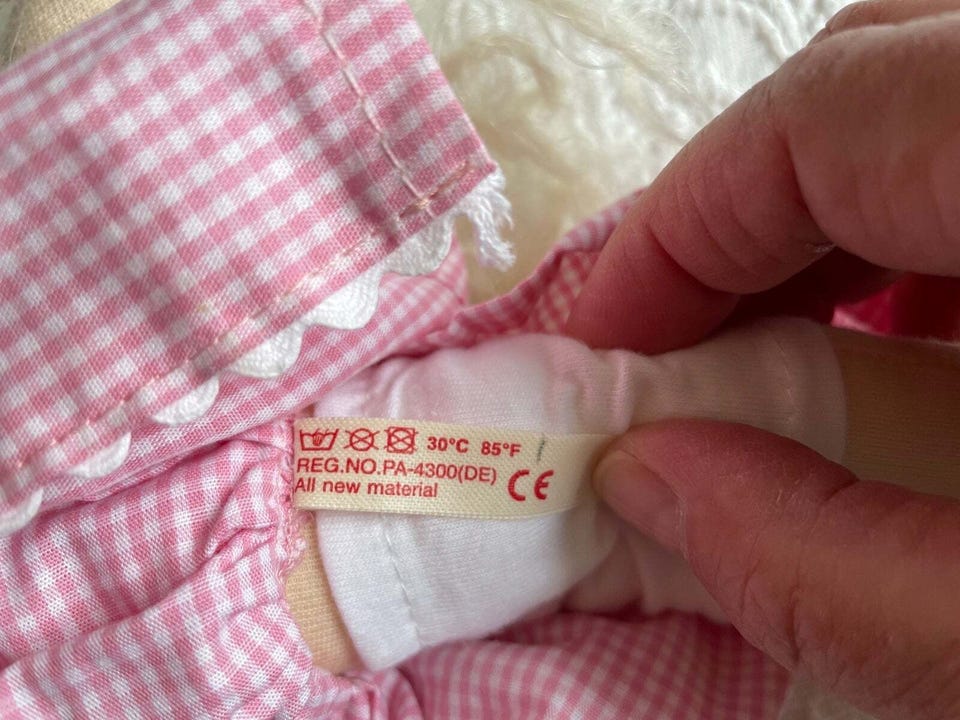 30°C 85°F
REG.NO.PA-4300(DE)
All new material CE